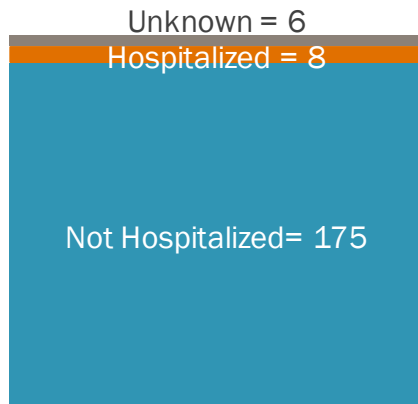 Unknown = 6
Hospitalized = 8
Not Hospitalized= 175